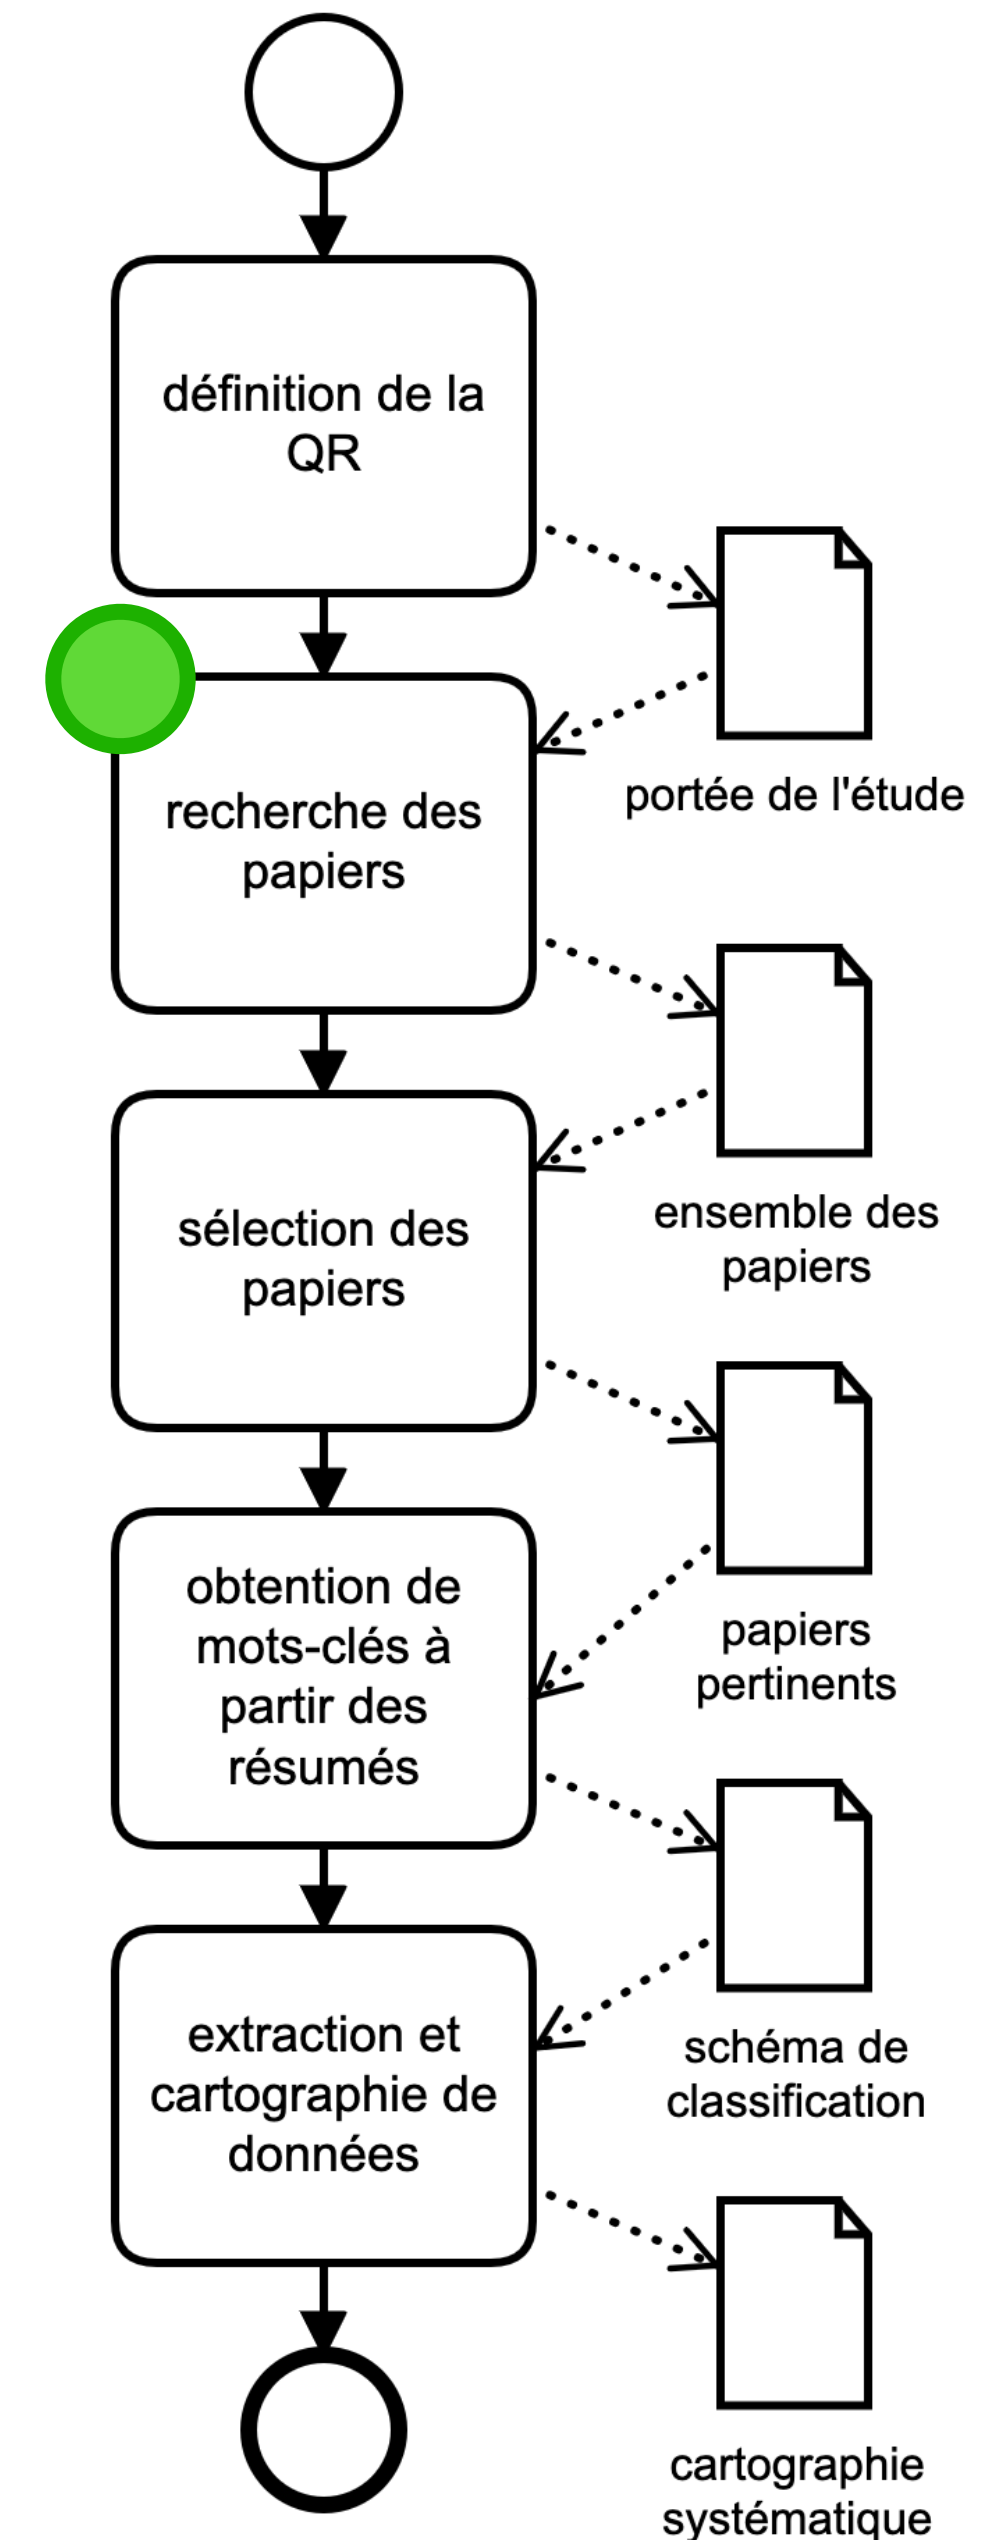 définition de la
QR
portée de l'étude
recherche des
papiers
ensemble des
papiers
sélection des
papiers
papiers
pertinents
obtention de
mots-clés à
partir des
résumés
schéma de
classification
extraction et
cartographie de
données
cartographie
systématique